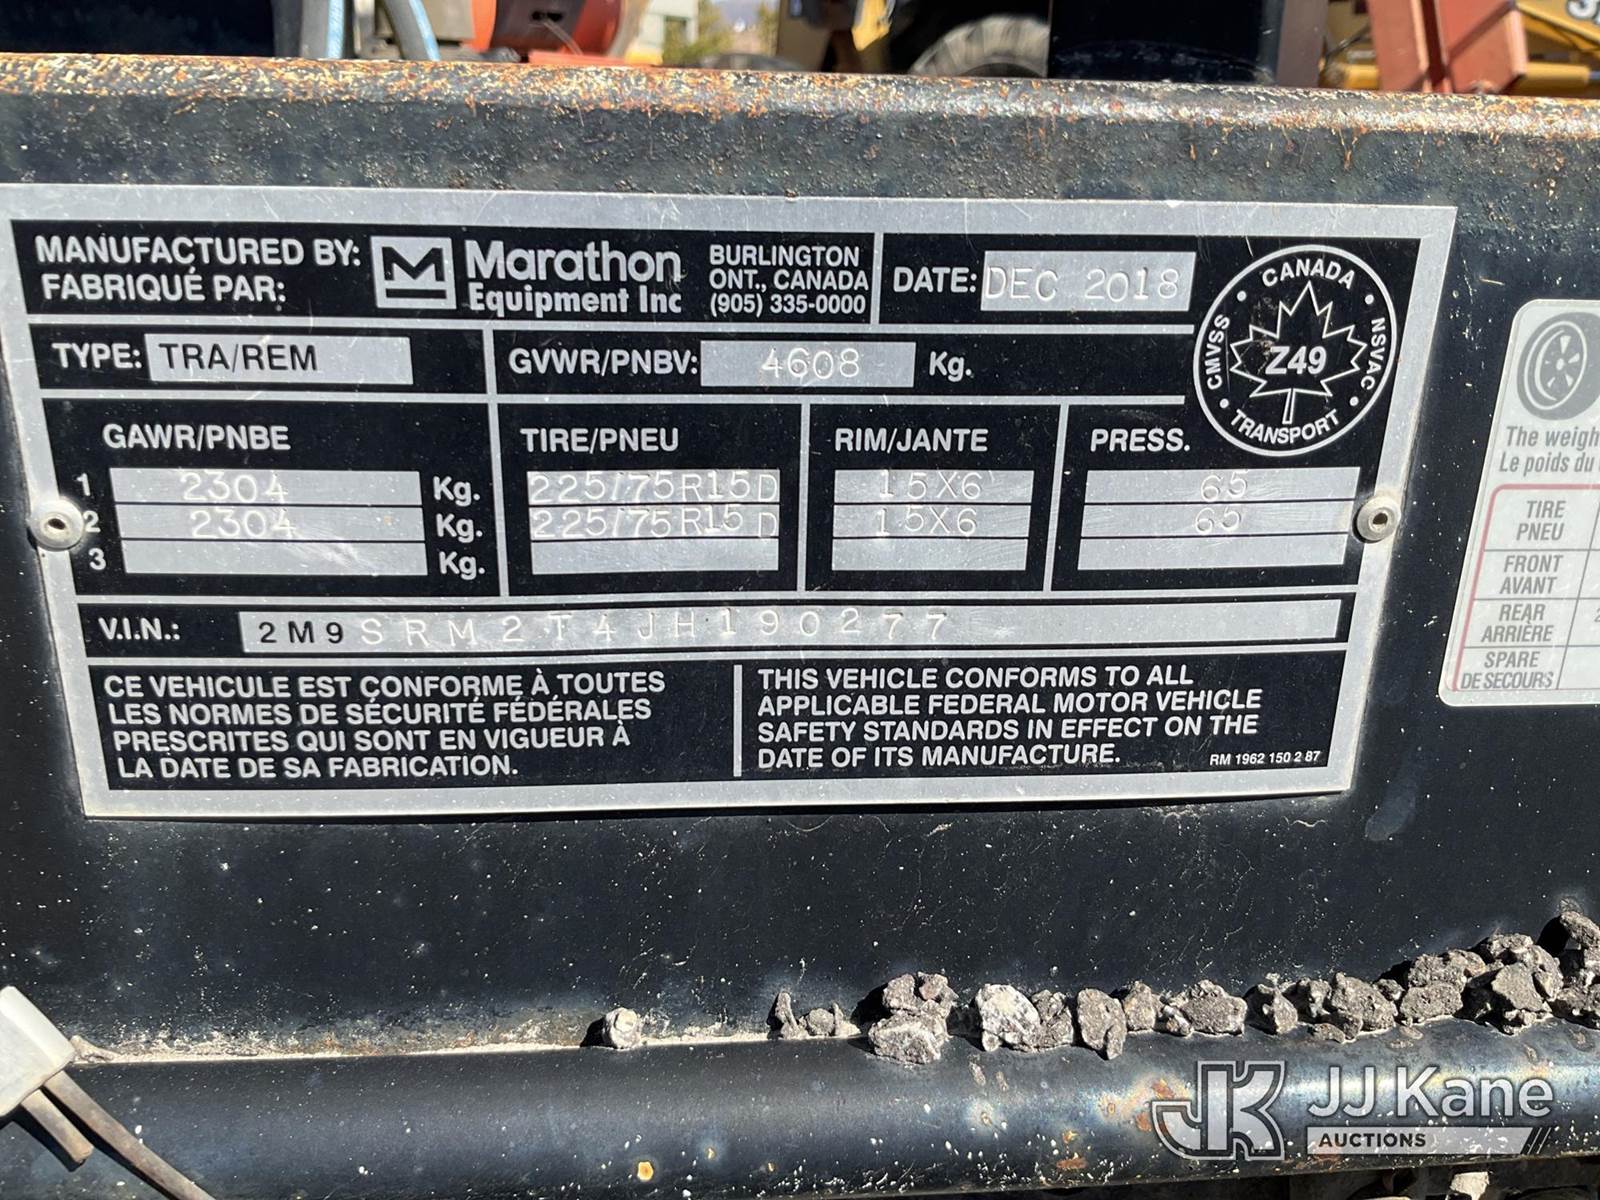 MANUFACTURED BY:
FABRIQUÉ PAR:
Marathon
Equipment Inc
BURLINGTON
ONT., CANADA
(905) 335-0000
DATE: DEC 2018
CANADA
CMVSS
NSVAC
Z49
TRANSPORT
TYPE: TRA/REM
GVWR/PNBV: 4608 Kg.
GAWR/PNBE TIRE/PNEU RIM/JANTE PRESS.
1 2304 Kg. 225/75R15D 15X6 65
2 2304 Kg. 225/75R15D 15X6 65
3 Kg.
V.I.N.: 2M9SRM2T4JH190277
CE VEHICULE EST CONFORME À TOUTES
LES NORMES DE SÉCURITÉ FÉDÉRALES
PRESCRITES QUI SONT EN VIGUEUR À
LA DATE DE SA FABRICATION.
THIS VEHICLE CONFORMS TO ALL
APPLICABLE FEDERAL MOTOR VEHICLE
SAFETY STANDARDS IN EFFECT ON THE
DATE OF ITS MANUFACTURE.
RM 1962 150 2 87
The weigh
Le poids du
TIRE
PNEU
FRONT
AVANT
REAR
ARRIÈRE
2
SPARE
DE SECOURS
JK JJ Kane
AUCTIONS